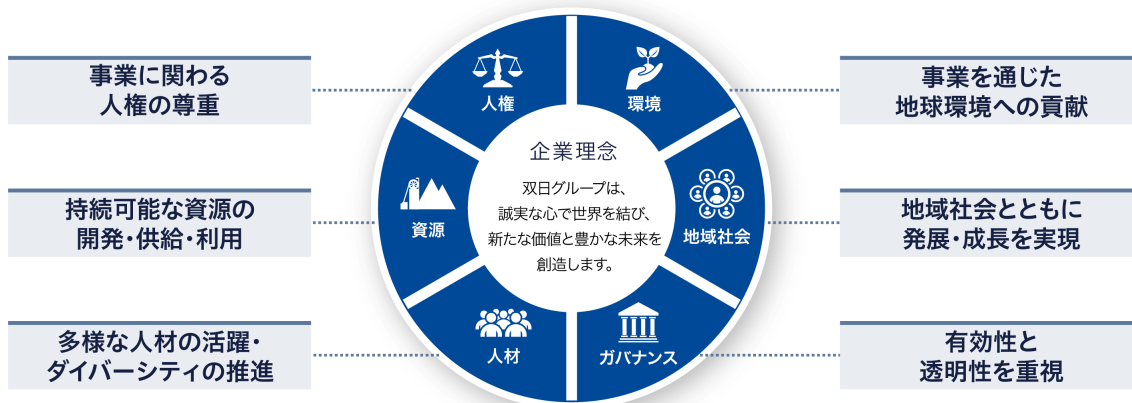 事業に関わる
人権の尊重
人権
環境
事業を通じた
地球環境への貢献
企業理念
双日グループは、
誠実な心で世界を結び、
新たな価値と豊かな未来を
創造します。
持続可能な資源の
開発・供給・利用
資源
地域社会
地域社会とともに
発展・成長を実現
多様な人材の活躍・
ダイバーシティの推進
人材
ガバナンス
有効性と
透明性を重視